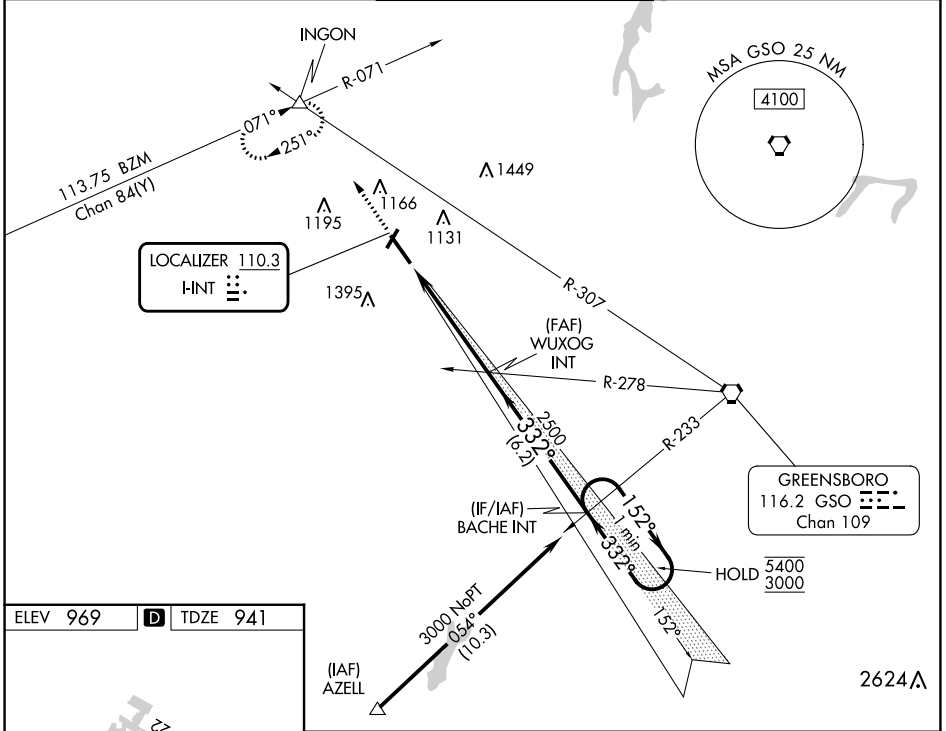 INGON
R-071
071°
251°
113.75 BZM
Chan 84(Y)
MSA GSO 25 NM
4100
1449
1166
1195
1131
1395
LOCALIZER 110.3
I-INT
R-307
(FAF)
WUXOG
INT
R-278
R-233
2500
332°
(6.2)
GREENSBORO
116.2 GSO
Chan 109
(IF/IAF)
BACHE INT
152°
1 min
332°
HOLD 5400
3000
152°
3000 NoPT
054°
(10.3)
(IAF)
AZELL
2624
ELEV 969 D TDZE 941
22